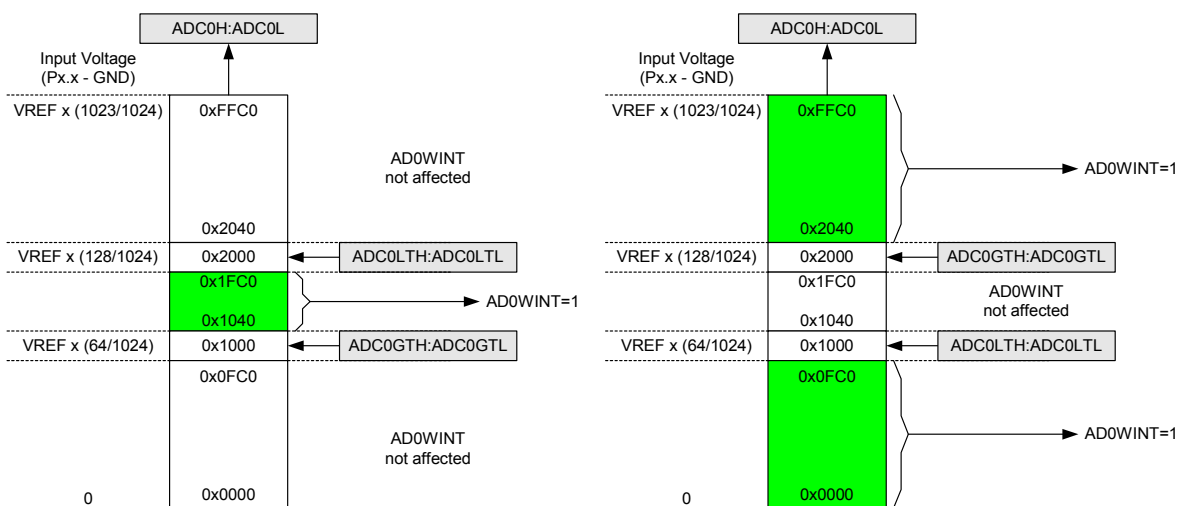 ADC0H:ADC0L
Input Voltage
(Px.x - GND)
VREF x (1023/1024)
0xFFC0
AD0WINT
not affected
0x2040
VREF x (128/1024)
0x2000
ADC0LTH:ADC0LTL
0x1FC0
AD0WINT=1
0x1040
VREF x (64/1024)
0x1000
ADC0GTH:ADC0GTL
0x0FC0
AD0WINT
not affected
0
0x0000
ADC0H:ADC0L
Input Voltage
(Px.x - GND)
VREF x (1023/1024)
0xFFC0
AD0WINT=1
0x2040
VREF x (128/1024)
0x2000
ADC0GTH:ADC0GTL
0x1FC0
AD0WINT
not affected
0x1040
VREF x (64/1024)
0x1000
ADC0LTH:ADC0LTL
0x0FC0
AD0WINT=1
0
0x0000